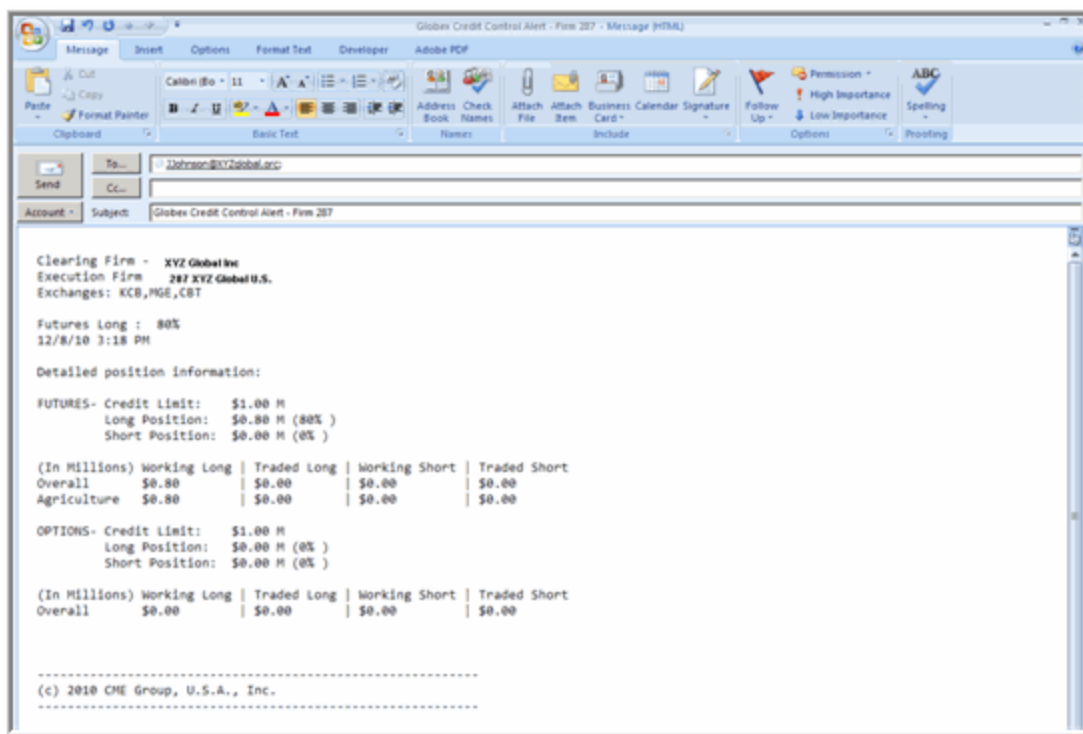 Globex Credit Control Alert - Firm 287 - Message (HTML)
Message Insert Options Format Text Developer Adobe PDF
Paste
Cut
Copy
Format Painter
Clipboard
Calibri (Bo 11
B I U
Basic Text
Address Book
Check Names
Names
Attach File
Attach Item
Business Card
Calendar
Signature
Include
Follow Up
Permission
High Importance
Low Importance
Options
ABC
Spelling
Proofing
Send
To... JJohnson@XYZglobal.org;
Cc...
Account Subject: Globex Credit Control Alert - Firm 287
Clearing Firm - XYZ Global Inc
Execution Firm 287 XYZ Global U.S.
Exchanges: KCB,MGE,CBT
Futures Long : 80%
12/8/10 3:18 PM
Detailed position information:
FUTURES- Credit Limit: $1.00 M
Long Position: $0.80 M (80% )
Short Position: $0.00 M (0% )
(In Millions) Working Long | Traded Long | Working Short | Traded Short
Overall $0.80 | $0.00 | $0.00 | $0.00
Agriculture $0.80 | $0.00 | $0.00 | $0.00
OPTIONS- Credit Limit: $1.00 M
Long Position: $0.00 M (0% )
Short Position: $0.00 M (0% )
(In Millions) Working Long | Traded Long | Working Short | Traded Short
Overall $0.00 | $0.00 | $0.00 | $0.00
----------------------------------------------------------
(c) 2010 CME Group, U.S.A., Inc.
----------------------------------------------------------